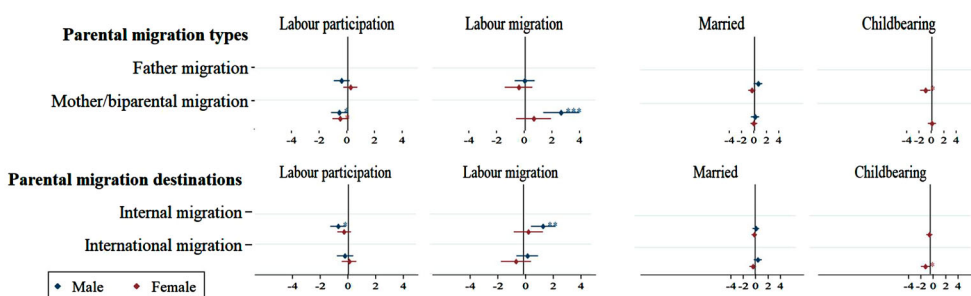 Labour participation Labour migration Married Childbearing
Parental migration types
Father migration
*
Mother/biparental migration
* ***
*
-4 -2 0 2 4 -4 -2 0 2 4 -4 -2 0 2 4 -4 -2 0 2 4
Labour participation Labour migration Married Childbearing
Parental migration destinations
Internal migration
* **
International migration
*
-4 -2 0 2 4 -4 -2 0 2 4 -4 -2 0 2 4 -4 -2 0 2 4
Male Female